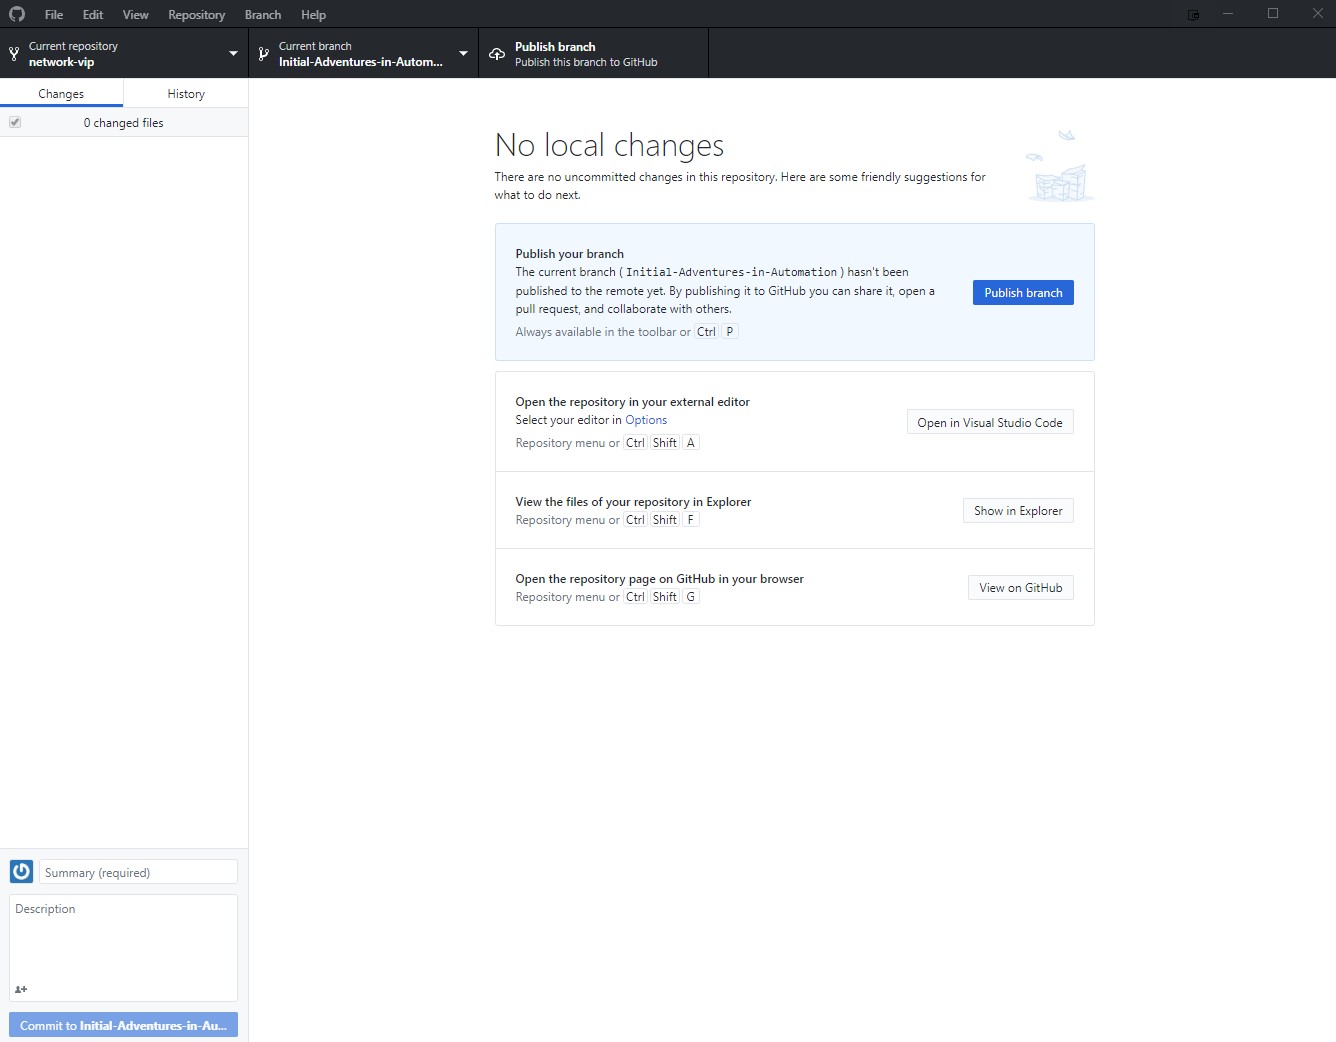 File Edit View Repository Branch Help
Current repository
network-vip
Current branch
Initial-Adventures-in-Autom...
Publish branch
Publish this branch to GitHub
Changes History
0 changed files
No local changes
There are no uncommitted changes in this repository. Here are some friendly suggestions for
what to do next.
Publish your branch
The current branch ( Initial-Adventures-in-Automation ) hasn't been
published to the remote yet. By publishing it to GitHub you can share it, open a
pull request, and collaborate with others.
Always available in the toolbar or Ctrl P
Publish branch
Open the repository in your external editor
Select your editor in Options
Repository menu or Ctrl Shift A
Open in Visual Studio Code
View the files of your repository in Explorer
Repository menu or Ctrl Shift F
Show in Explorer
Open the repository page on GitHub in your browser
Repository menu or Ctrl Shift G
View on GitHub
Summary (required)
Description
Commit to Initial-Adventures-in-Au...